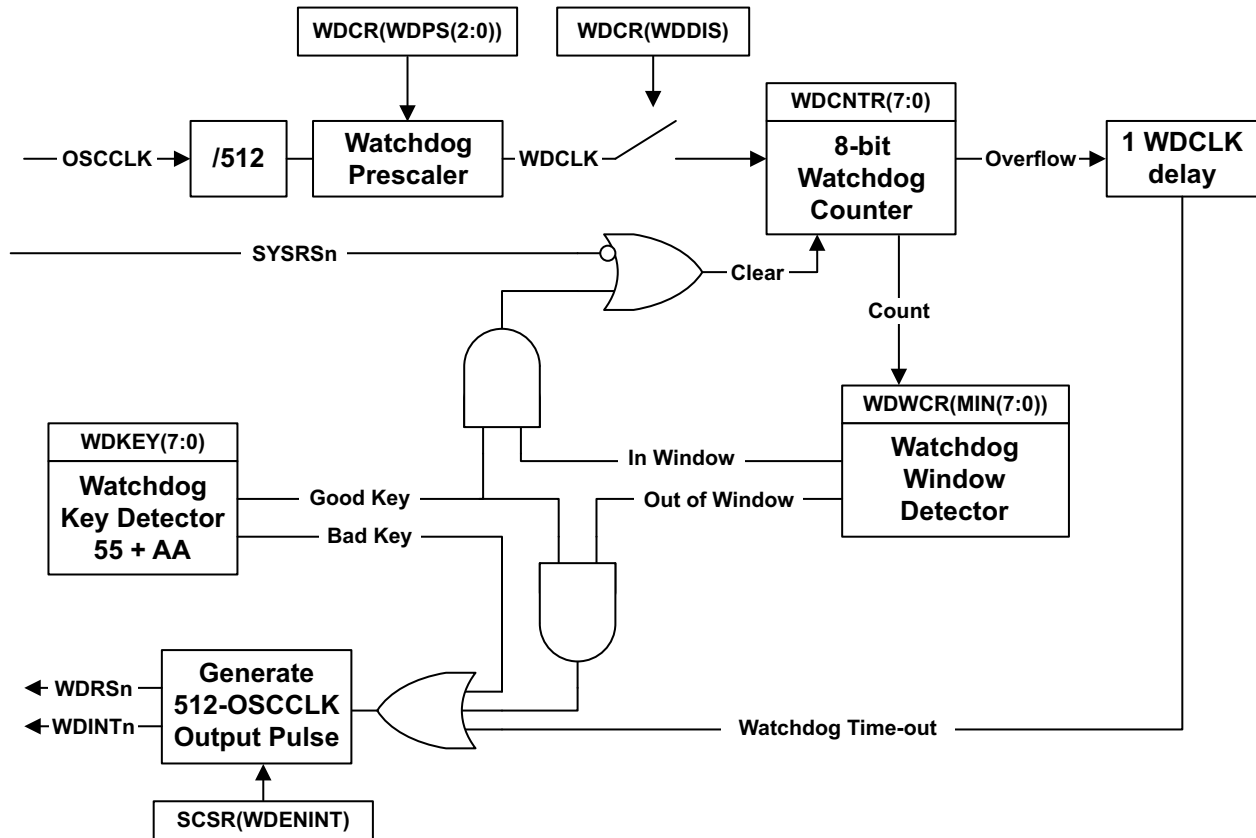 WDCR(WDPS(2:0))
WDCR(WDDIS)
WDCNTR(7:0)
OSCCLK
/512
Watchdog
Prescaler
WDCLK
8-bit
Watchdog
Counter
Overflow
1 WDCLK
delay
SYSRSn
Clear
Count
WDWCR(MIN(7:0))
Watchdog
Window
Detector
WDKEY(7:0)
Watchdog
Key Detector
55 + AA
In Window
Good Key
Out of Window
Bad Key
WDRSn
WDINTn
Generate
512-OSCCLK
Output Pulse
Watchdog Time-out
SCSR(WDENINT)